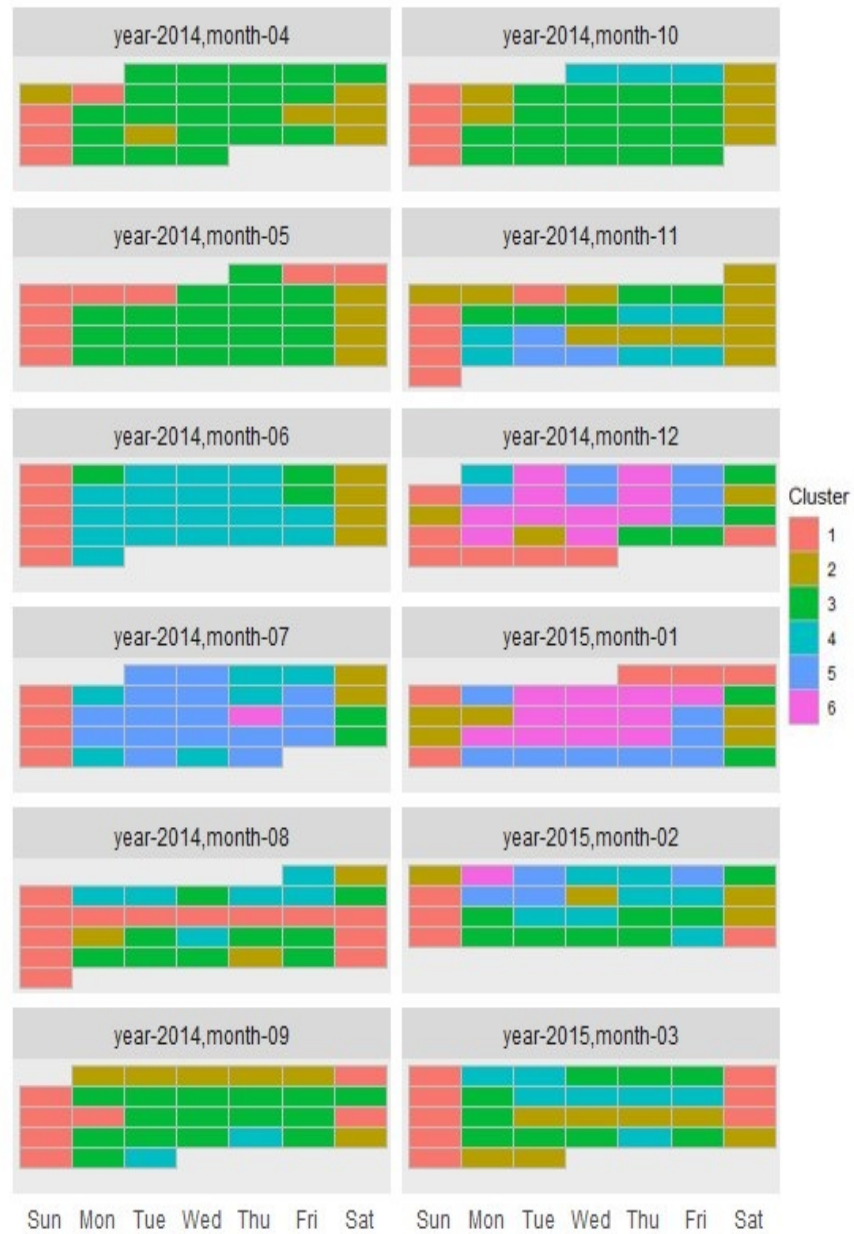 year-2014,month-04
year-2014,month-10
year-2014,month-05
year-2014,month-11
year-2014,month-06
year-2014,month-12
Cluster
1
2
3
4
5
6
year-2014,month-07
year-2015,month-01
year-2014,month-08
year-2015,month-02
year-2014,month-09
year-2015,month-03
Sun Mon Tue Wed Thu Fri Sat
Sun Mon Tue Wed Thu Fri Sat